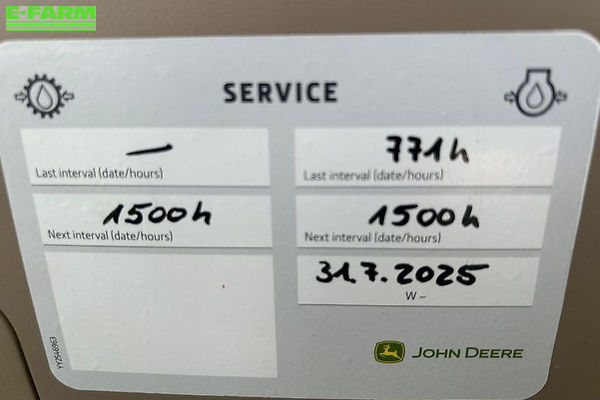 E-FARM
SERVICE
—
Last interval (date/hours)
771h
Last interval (date/hours)
1500h
Next interval (date/hours)
1500h
Next interval (date/hours)
31.7.2025
W –
YYZ546963
JOHN DEERE